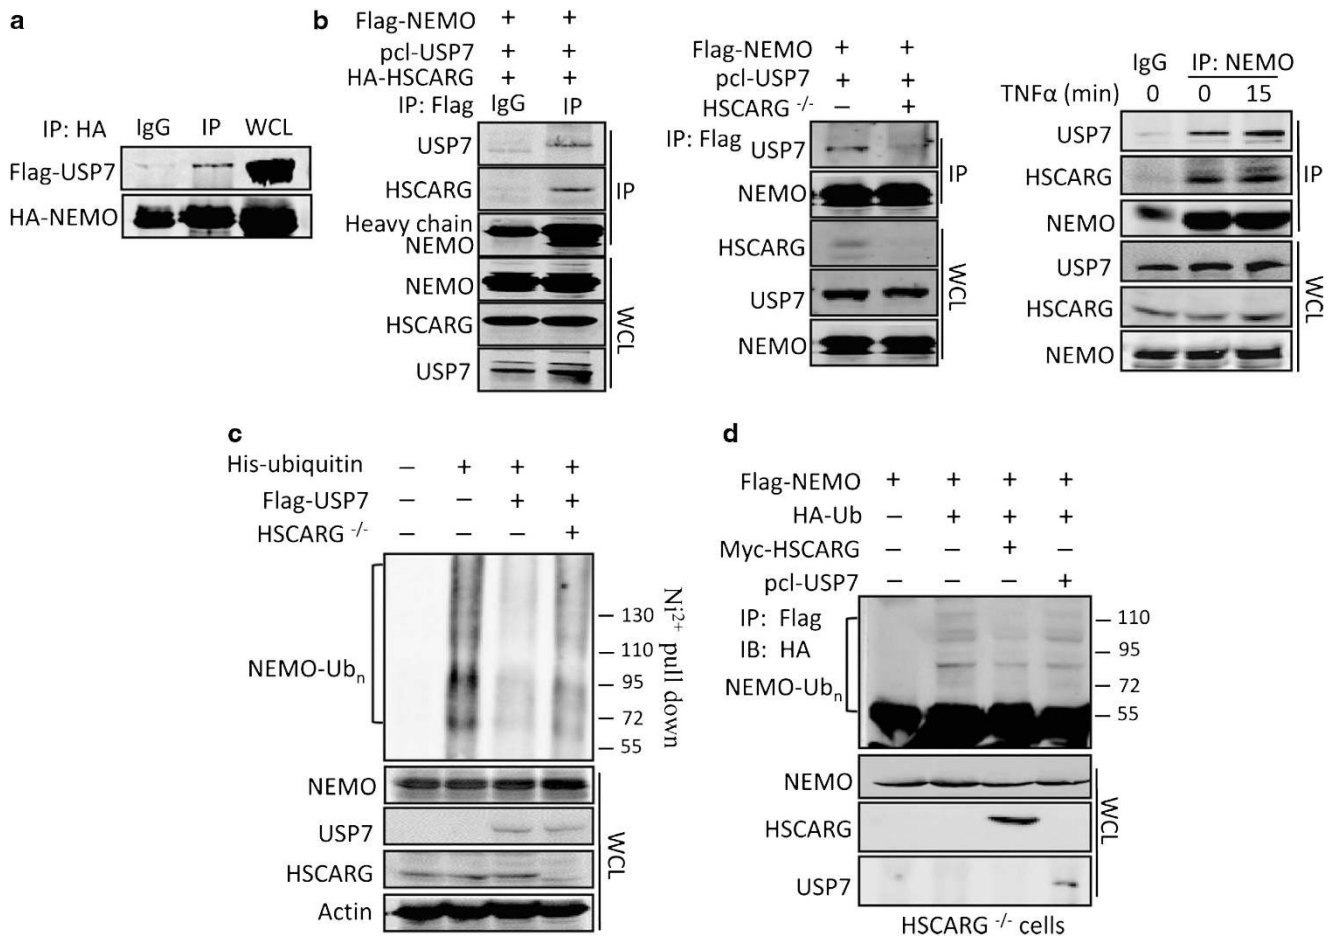 a
IP: HA IgG IP WCL
Flag-USP7
HA-NEMO
b
Flag-NEMO + +
pcl-USP7 + +
HA-HSCARG + +
IP: Flag IgG IP
USP7
HSCARG
IP
Heavy chain
NEMO
NEMO
HSCARG
USP7
WCL
Flag-NEMO + +
pcl-USP7 + +
HSCARG -/- – +
IP: Flag
USP7
NEMO
IP
HSCARG
USP7
NEMO
WCL
IgG IP: NEMO
TNFα (min) 0 0 15
USP7
HSCARG
NEMO
IP
USP7
HSCARG
NEMO
WCL
c
His-ubiquitin – + + +
Flag-USP7 – – + +
HSCARG -/- – – – +
NEMO-Ubn
130
110
95
72
55
Ni2+ pull down
NEMO
USP7
HSCARG
Actin
WCL
d
Flag-NEMO + + + +
HA-Ub – + + +
Myc-HSCARG – – + –
pcl-USP7 – – – +
IP: Flag
IB: HA
NEMO-Ubn
110
95
72
55
NEMO
HSCARG
USP7
WCL
HSCARG -/- cells